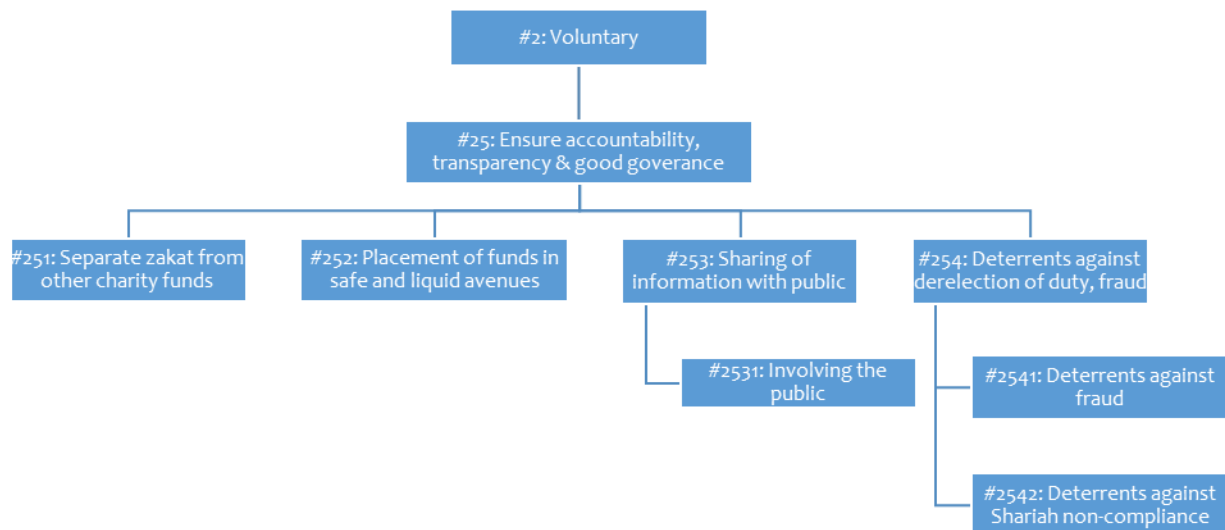 #2: Voluntary
#25: Ensure accountability,
transparency & good goverance
#251: Separate zakat from
other charity funds
#252: Placement of funds in
safe and liquid avenues
#253: Sharing of
information with public
#254: Deterrents against
derelection of duty, fraud
#2531: Involving the
public
#2541: Deterrents against
fraud
#2542: Deterrents against
Shariah non-compliance